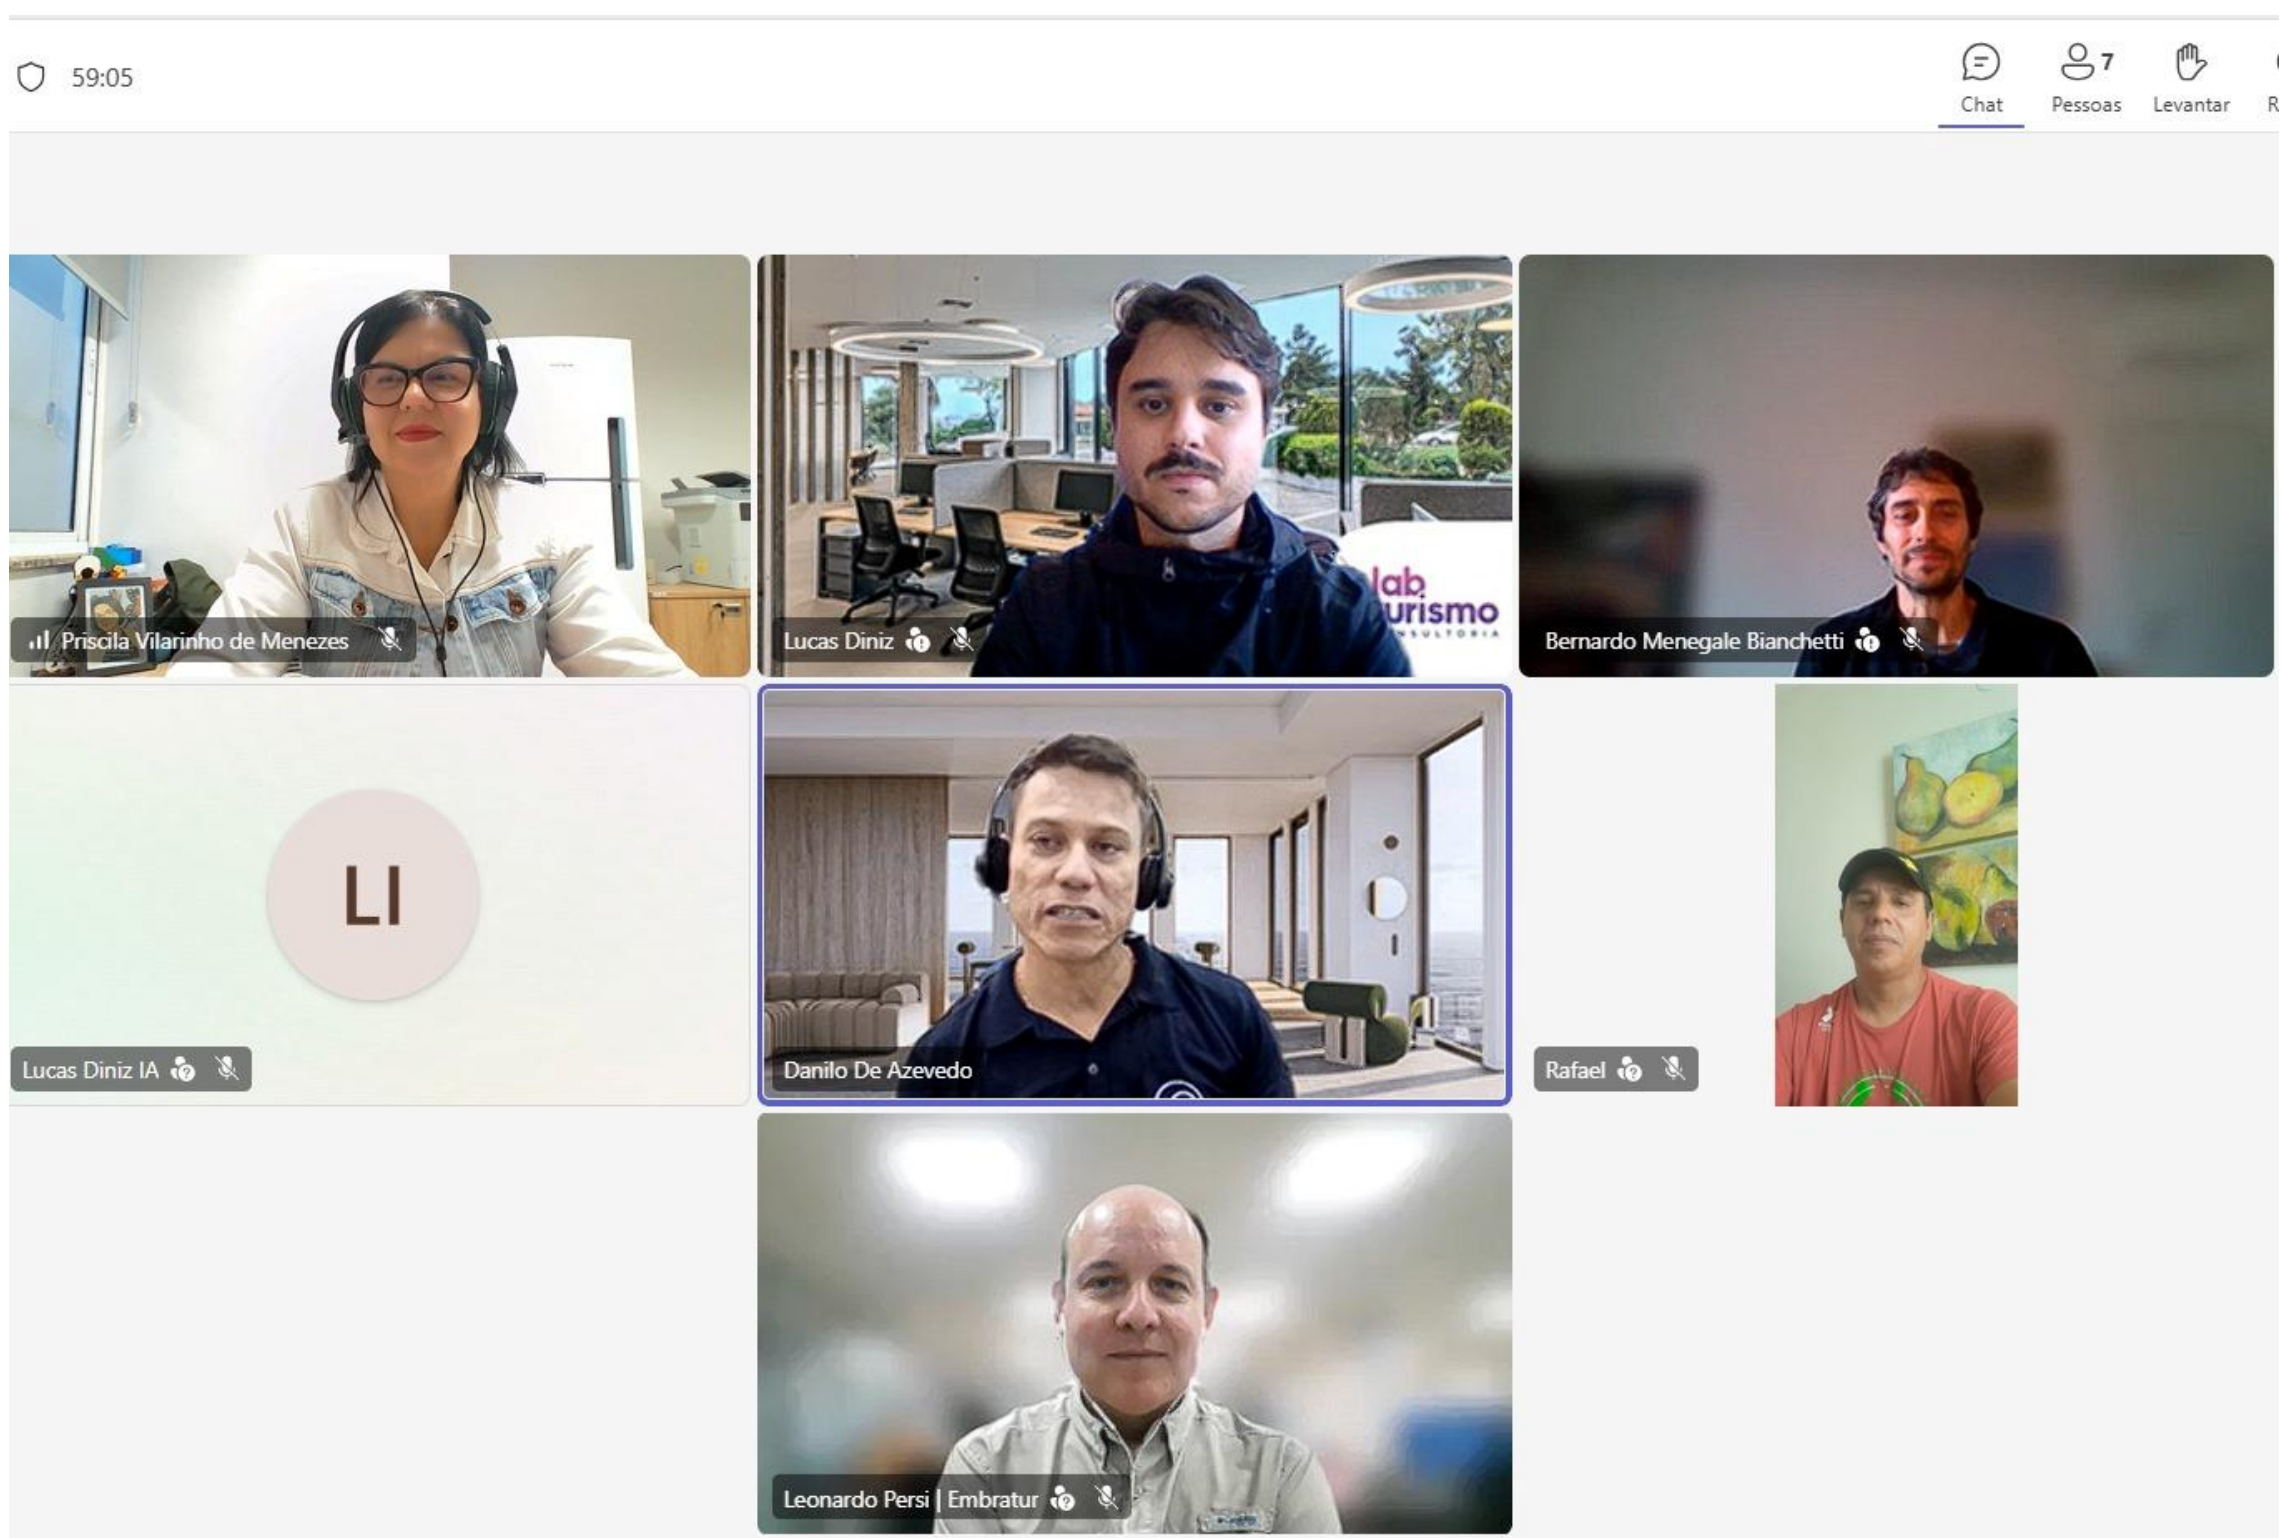 59:05
Chat
7
Pessoas
Levantar
R
Priscila Vilarinho de Menezes
Lucas Diniz
lab
urismo
NSULTORIA
Bernardo Menegale Bianchetti
LI
Lucas Diniz IA
Danilo De Azevedo
Rafael
Leonardo Persi | Embratur